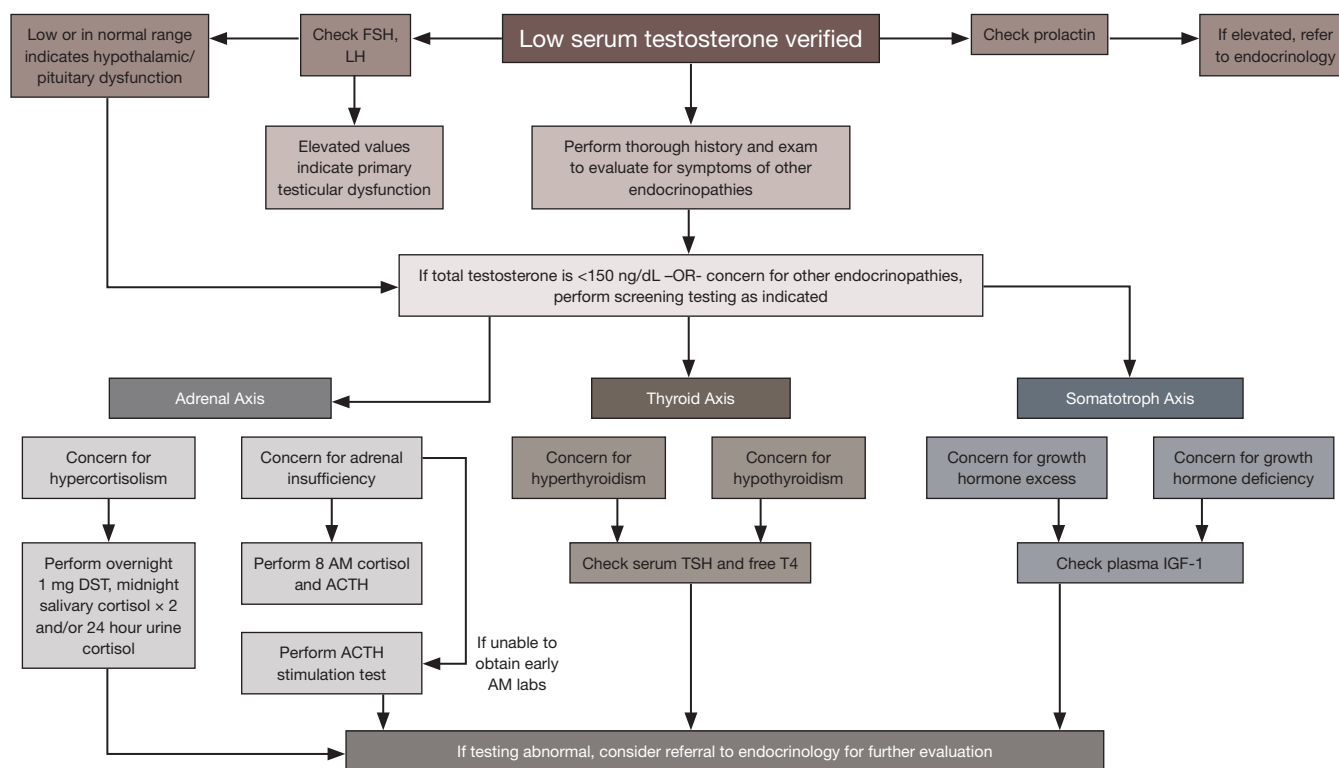 Low or in normal range
indicates hypothalamic/
pituitary dysfunction
Check FSH,
LH
Low serum testosterone verified
Check prolactin
If elevated, refer
to endocrinology
Elevated values
indicate primary
testicular dysfunction
Perform thorough history and exam
to evaluate for symptoms of other
endocrinopathies
If total testosterone is <150 ng/dL –OR- concern for other endocrinopathies,
perform screening testing as indicated
Adrenal Axis
Thyroid Axis
Somatotroph Axis
Concern for
hypercortisolism
Concern for adrenal
insufficiency
Concern for
hyperthyroidism
Concern for
hypothyroidism
Concern for growth
hormone excess
Concern for growth
hormone deficiency
Perform overnight
1 mg DST, midnight
salivary cortisol × 2
and/or 24 hour urine
cortisol
Perform 8 AM cortisol
and ACTH
Check serum TSH and free T4
Check plasma IGF-1
Perform ACTH
stimulation test
If unable to
obtain early
AM labs
If testing abnormal, consider referral to endocrinology for further evaluation